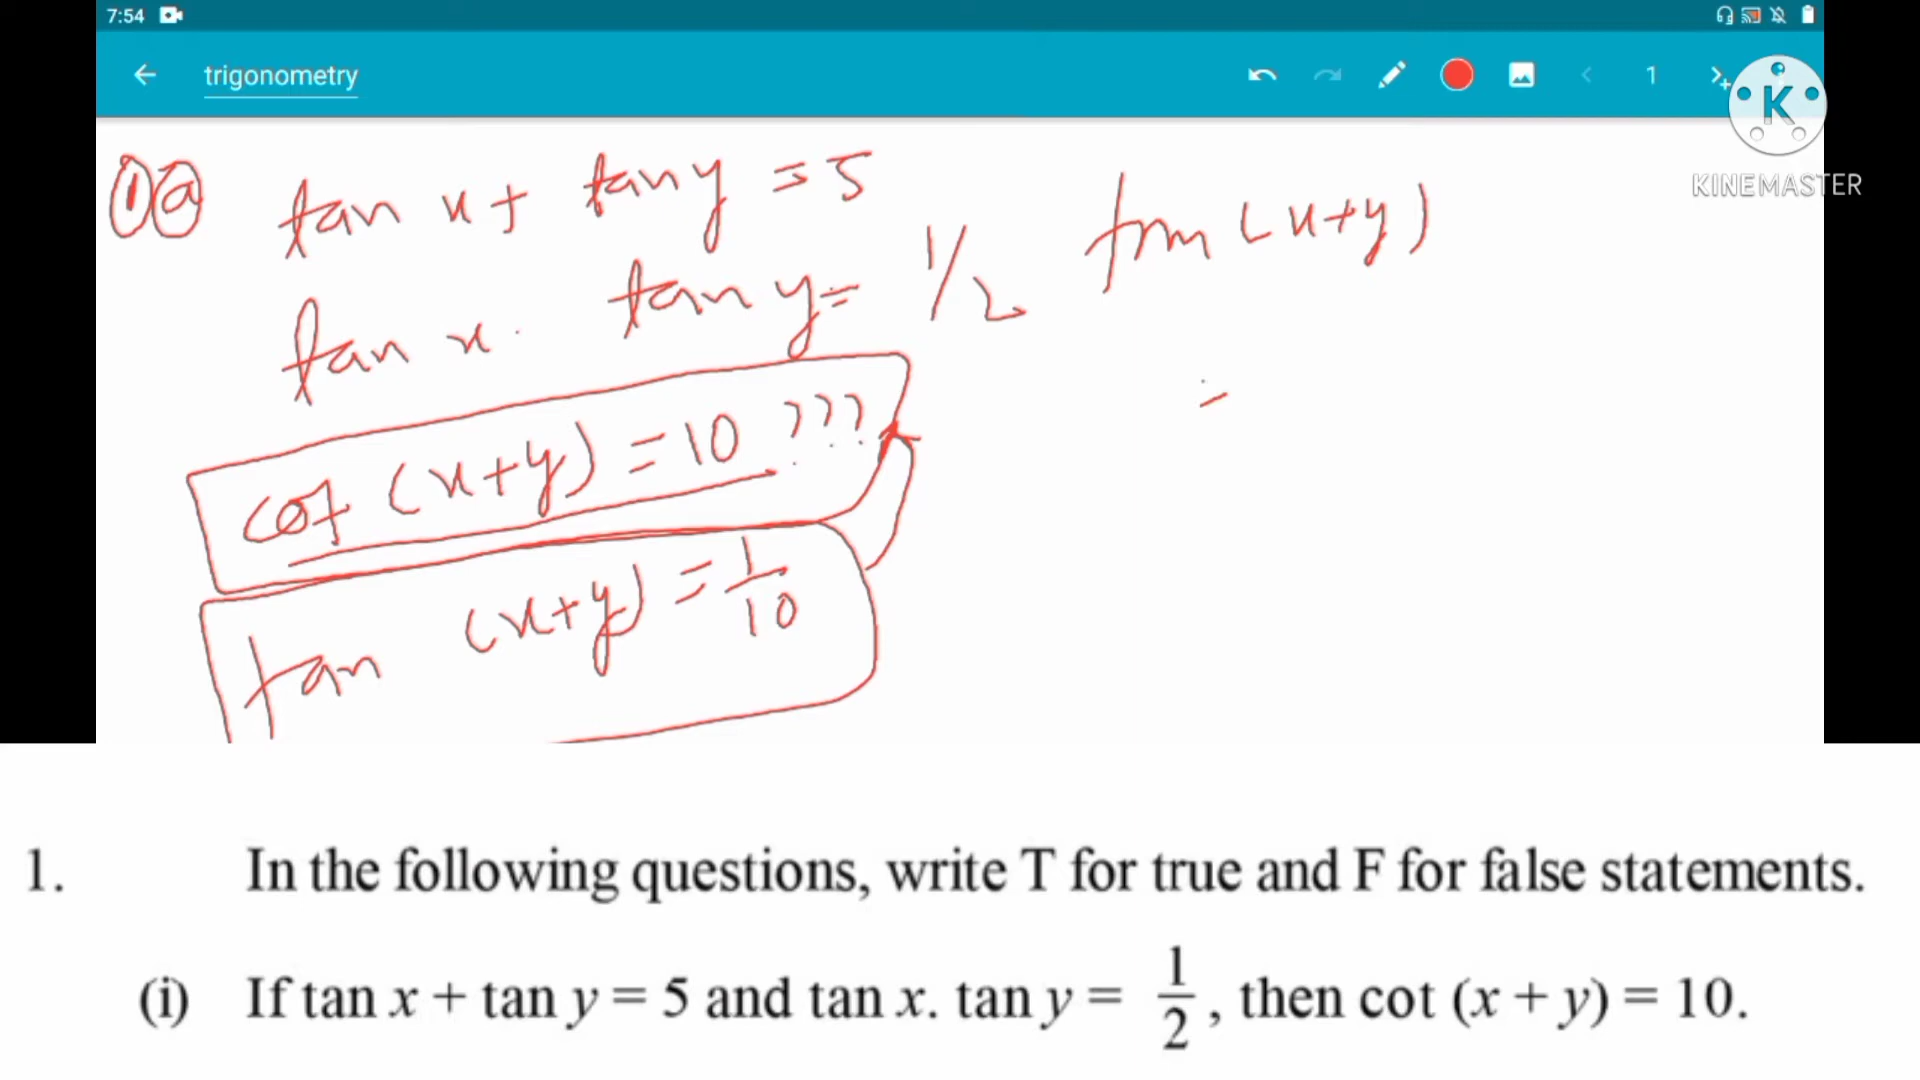 7:54
trigonometry
1
K
KINEMASTER
① ⓐ tan x + tan y = 5
tan x . tan y = 1/2
tan (x+y)
=
cot (x+y) = 10 ???
tan (x+y) = 1/10
1. In the following questions, write T for true and F for false statements.
(i) If tan x + tan y = 5 and tan x. tan y = 1/2, then cot (x + y) = 10.